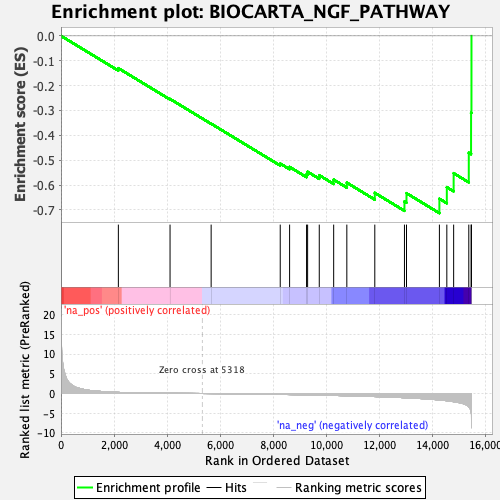 Enrichment plot: BIOCARTA_NGF_PATHWAY
Enrichment score (ES)
0.0
-0.1
-0.2
-0.3
-0.4
-0.5
-0.6
-0.7
'na_pos' (positively correlated)
Ranked list metric (PreRanked)
20
15
10
5
0
-5
-10
Zero cross at 5318
'na_neg' (negatively correlated)
0 2,000 4,000 6,000 8,000 10,000 12,000 14,000 16,000
Rank in Ordered Dataset
Enrichment profile Hits Ranking metric scores